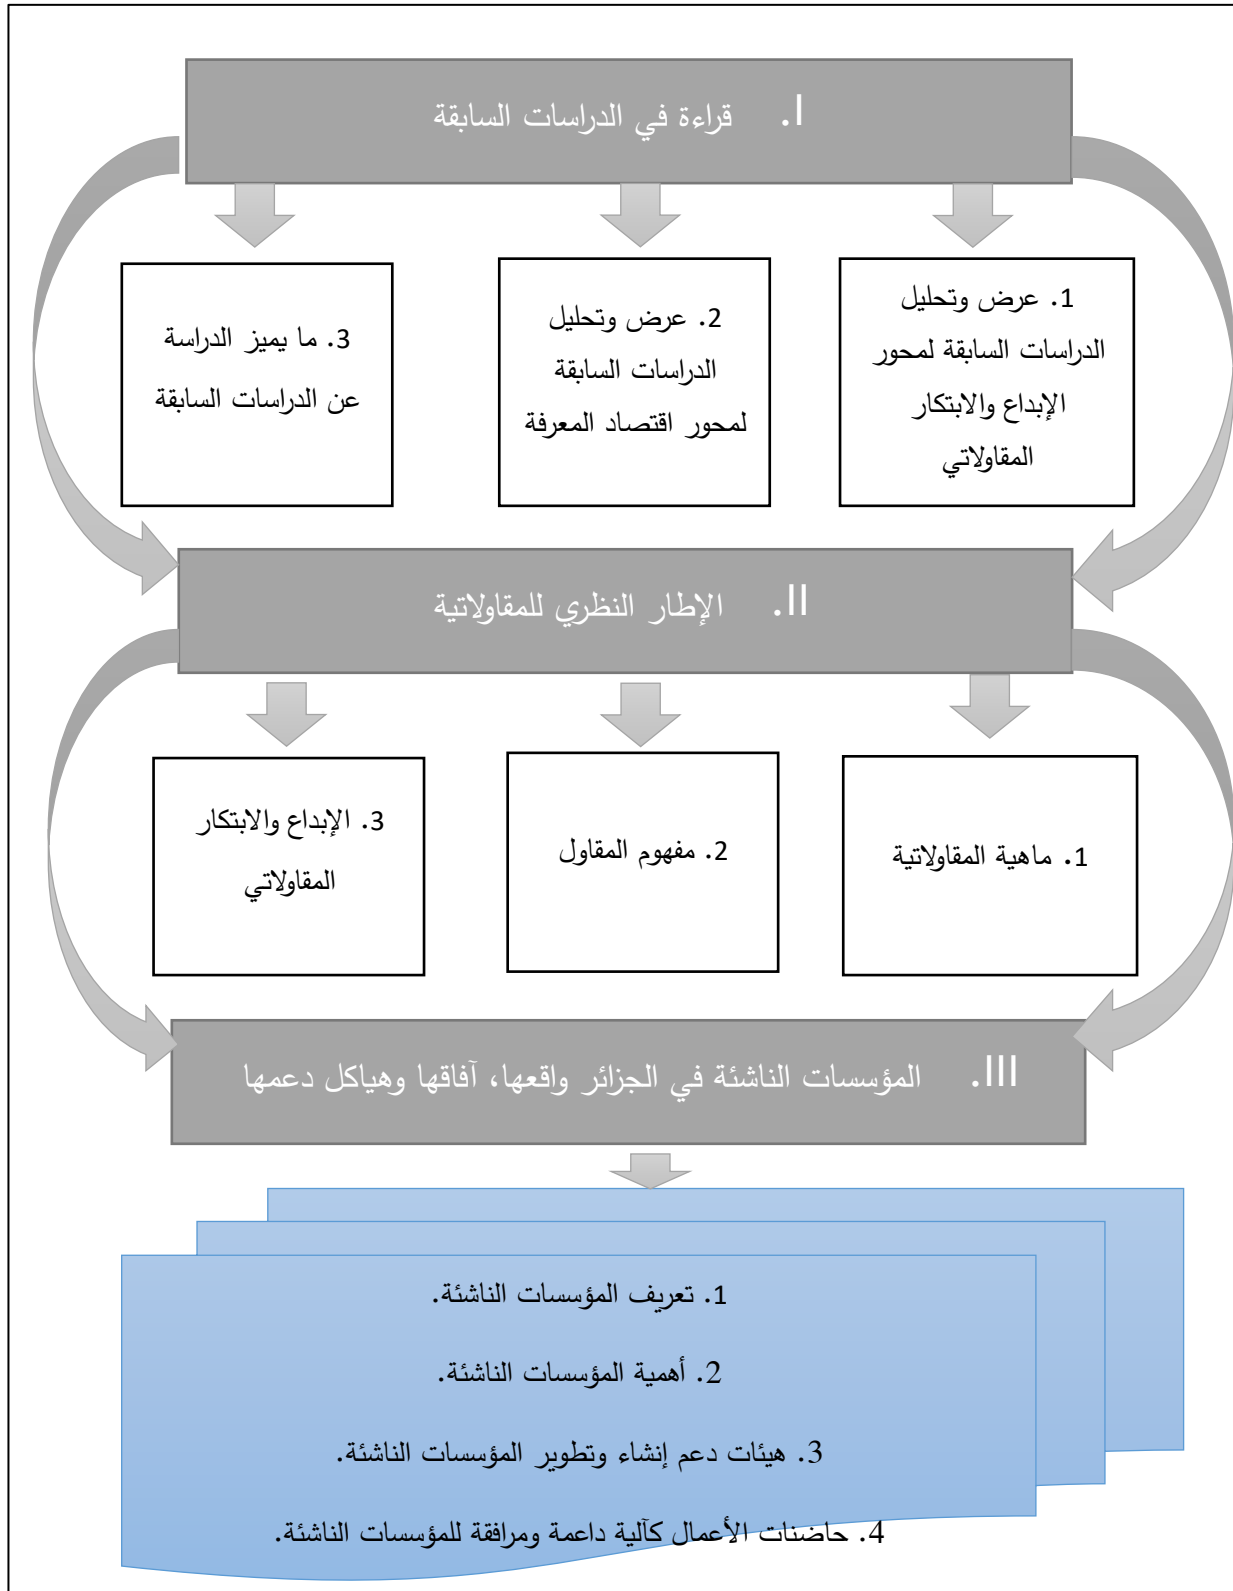 I. قراءة في الدراسات السابقة
1. عرض وتحليل
الدراسات السابقة لمحور
الإبداع والابتكار
المقاولاتي
2. عرض وتحليل
الدراسات السابقة
لمحور اقتصاد المعرفة
3. ما يميز الدراسة
عن الدراسات السابقة
II. الإطار النظري للمقاولاتية
1. ماهية المقاولاتية
2. مفهوم المقاول
3. الإبداع والابتكار
المقاولاتي
III. المؤسسات الناشئة في الجزائر واقعها، آفاقها وهياكل دعمها
1. تعريف المؤسسات الناشئة.
2. أهمية المؤسسات الناشئة.
3. هيئات دعم إنشاء وتطوير المؤسسات الناشئة.
4. حاضنات الأعمال كآلية داعمة ومرافقة للمؤسسات الناشئة.